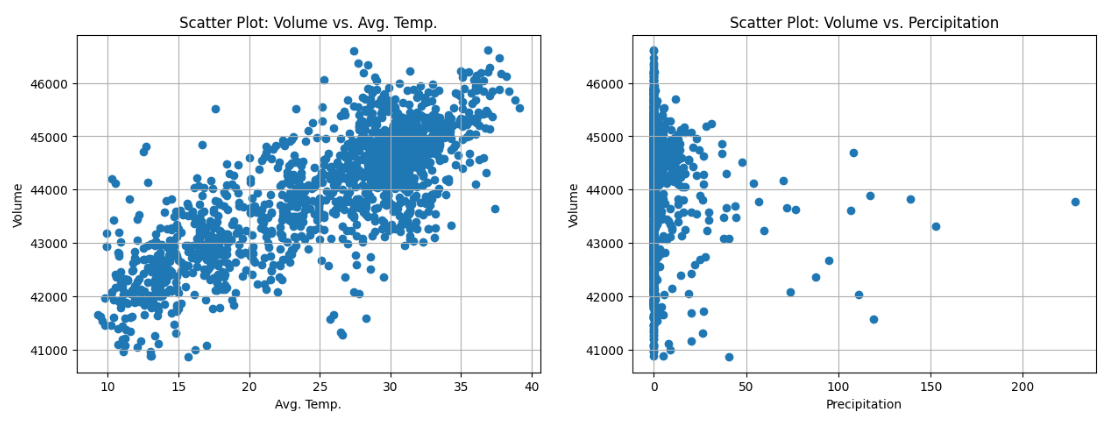 Scatter Plot: Volume vs. Avg. Temp.
46000
45000
44000
43000
42000
41000
Volume
10 15 20 25 30 35 40
Avg. Temp.
Scatter Plot: Volume vs. Percipitation
46000
45000
44000
43000
42000
41000
Volume
0 50 100 150 200
Precipitation